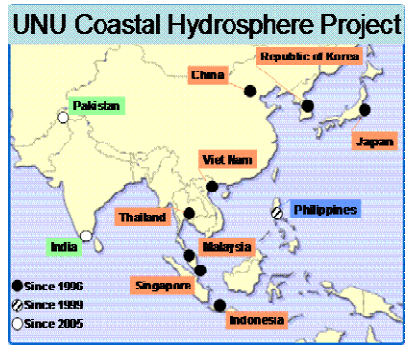 UNU Coastal Hydrosphere Project
Republic of Korea
China
Pakistan
Japan
Viet Nam
Philippines
Thailand
India
Malaysia
Singapore
Indonesia
Since 1996
Since 1999
Since 2005